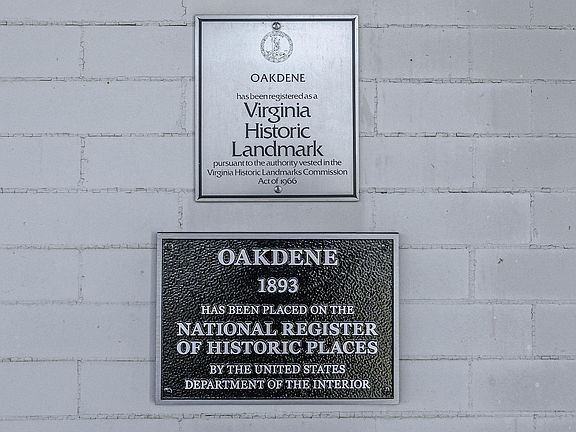 OAKDENE
has been registered as a
Virginia
Historic
Landmark
pursuant to the authority vested in the
Virginia Historic Landmarks Commission
Act of 1966
OAKDENE
1893
HAS BEEN PLACED ON THE
NATIONAL REGISTER
OF HISTORIC PLACES
BY THE UNITED STATES
DEPARTMENT OF THE INTERIOR